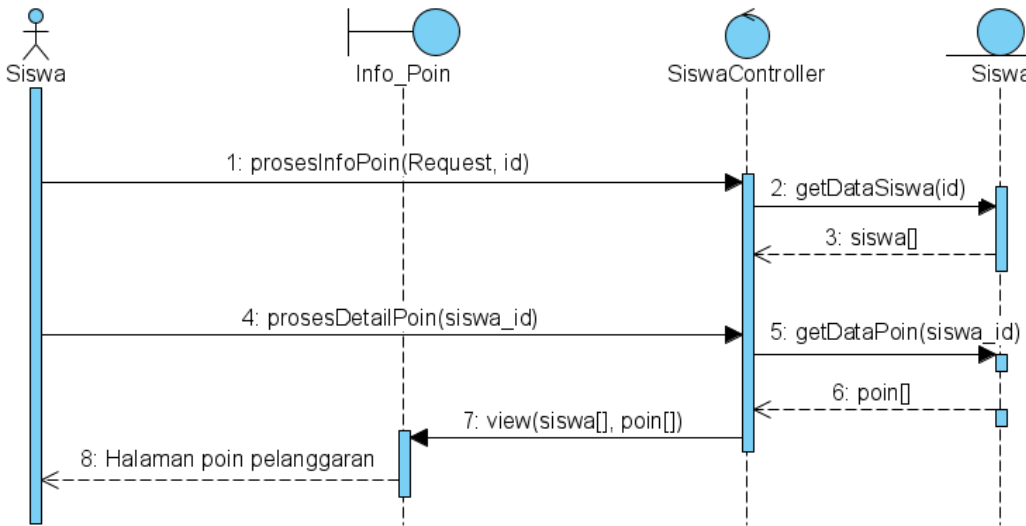 Siswa
Info_Poin
SiswaController
Siswa
1: prosesInfoPoin(Request, id)
2: getDataSiswa(id)
3: siswa[]
4: prosesDetailPoin(siswa_id)
5: getDataPoin(siswa_id)
6: poin[]
7: view(siswa[], poin[])
8: Halaman poin pelanggaran